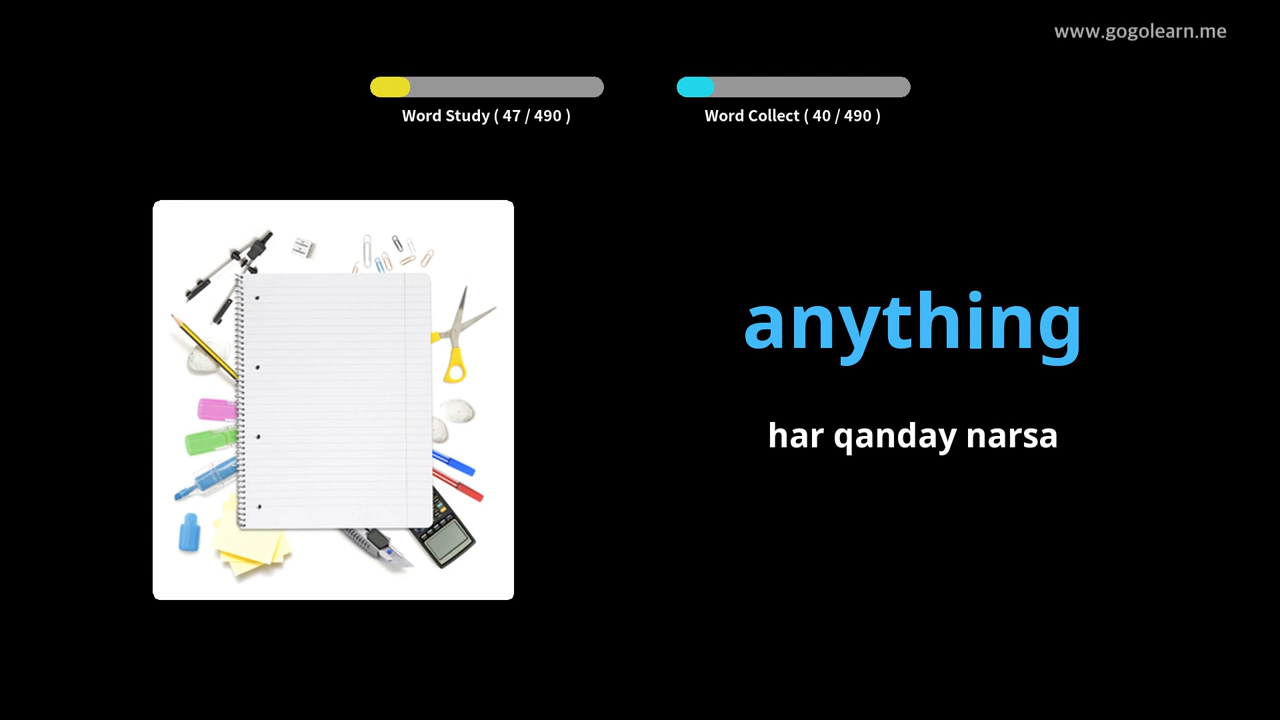 www.gogolearn.me
Word Study ( 47 / 490 )
Word Collect ( 40 / 490 )
anything
har qanday narsa